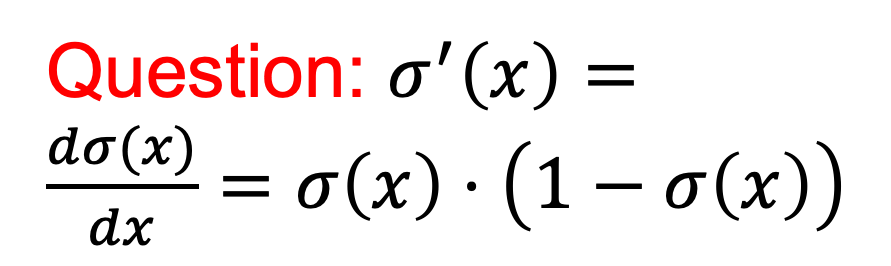 Question: σ′(x) =
dσ(x)/dx = σ(x) · (1 − σ(x))